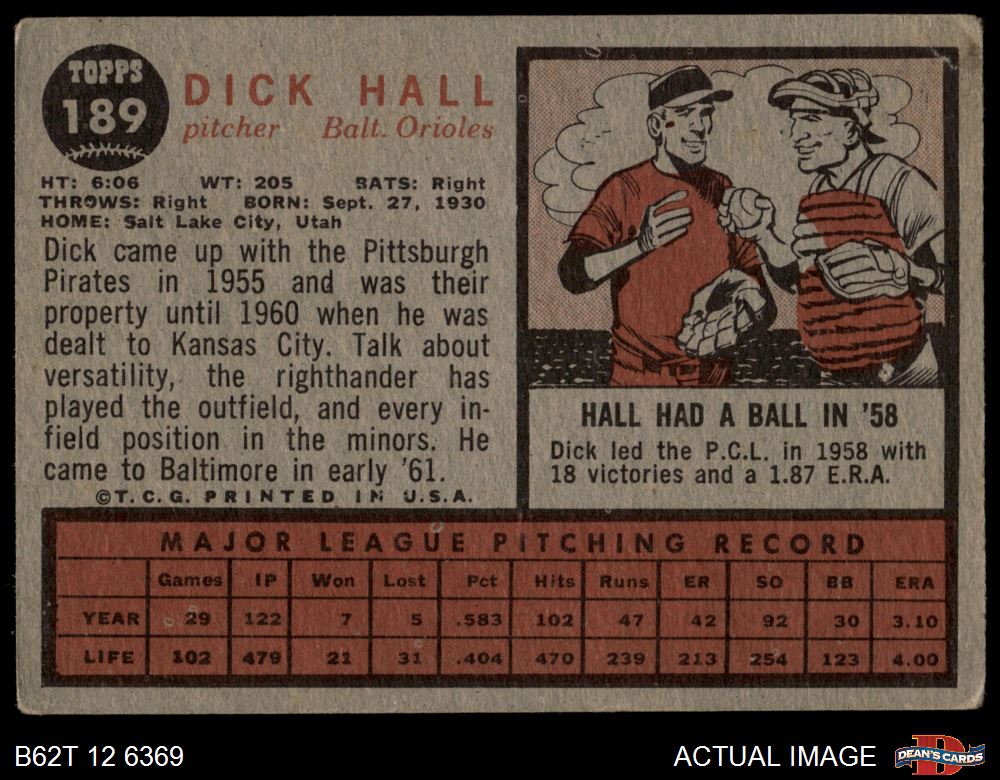 TOPPS
189
DICK HALL
pitcher Balt. Orioles
HT: 6:06 WT: 205 BATS: Right
THROWS: Right BORN: Sept. 27, 1930
HOME: Salt Lake City, Utah
Dick came up with the Pittsburgh
Pirates in 1955 and was their
property until 1960 when he was
dealt to Kansas City. Talk about
versatility, the righthander has
played the outfield, and every in-
field position in the minors. He
came to Baltimore in early '61.
©T.C.G. PRINTED IN U.S.A.
HALL HAD A BALL IN '58
Dick led the P.C.L. in 1958 with
18 victories and a 1.87 E.R.A.
MAJOR LEAGUE PITCHING RECORD
Games IP Won Lost Pct Hits Runs ER SO BB ERA
YEAR 29 122 7 5 .583 102 47 42 92 30 3.10
LIFE 102 479 21 31 .404 470 239 213 254 123 4.00
B62T 12 6369
ACTUAL IMAGE
DEAN'S CARDS